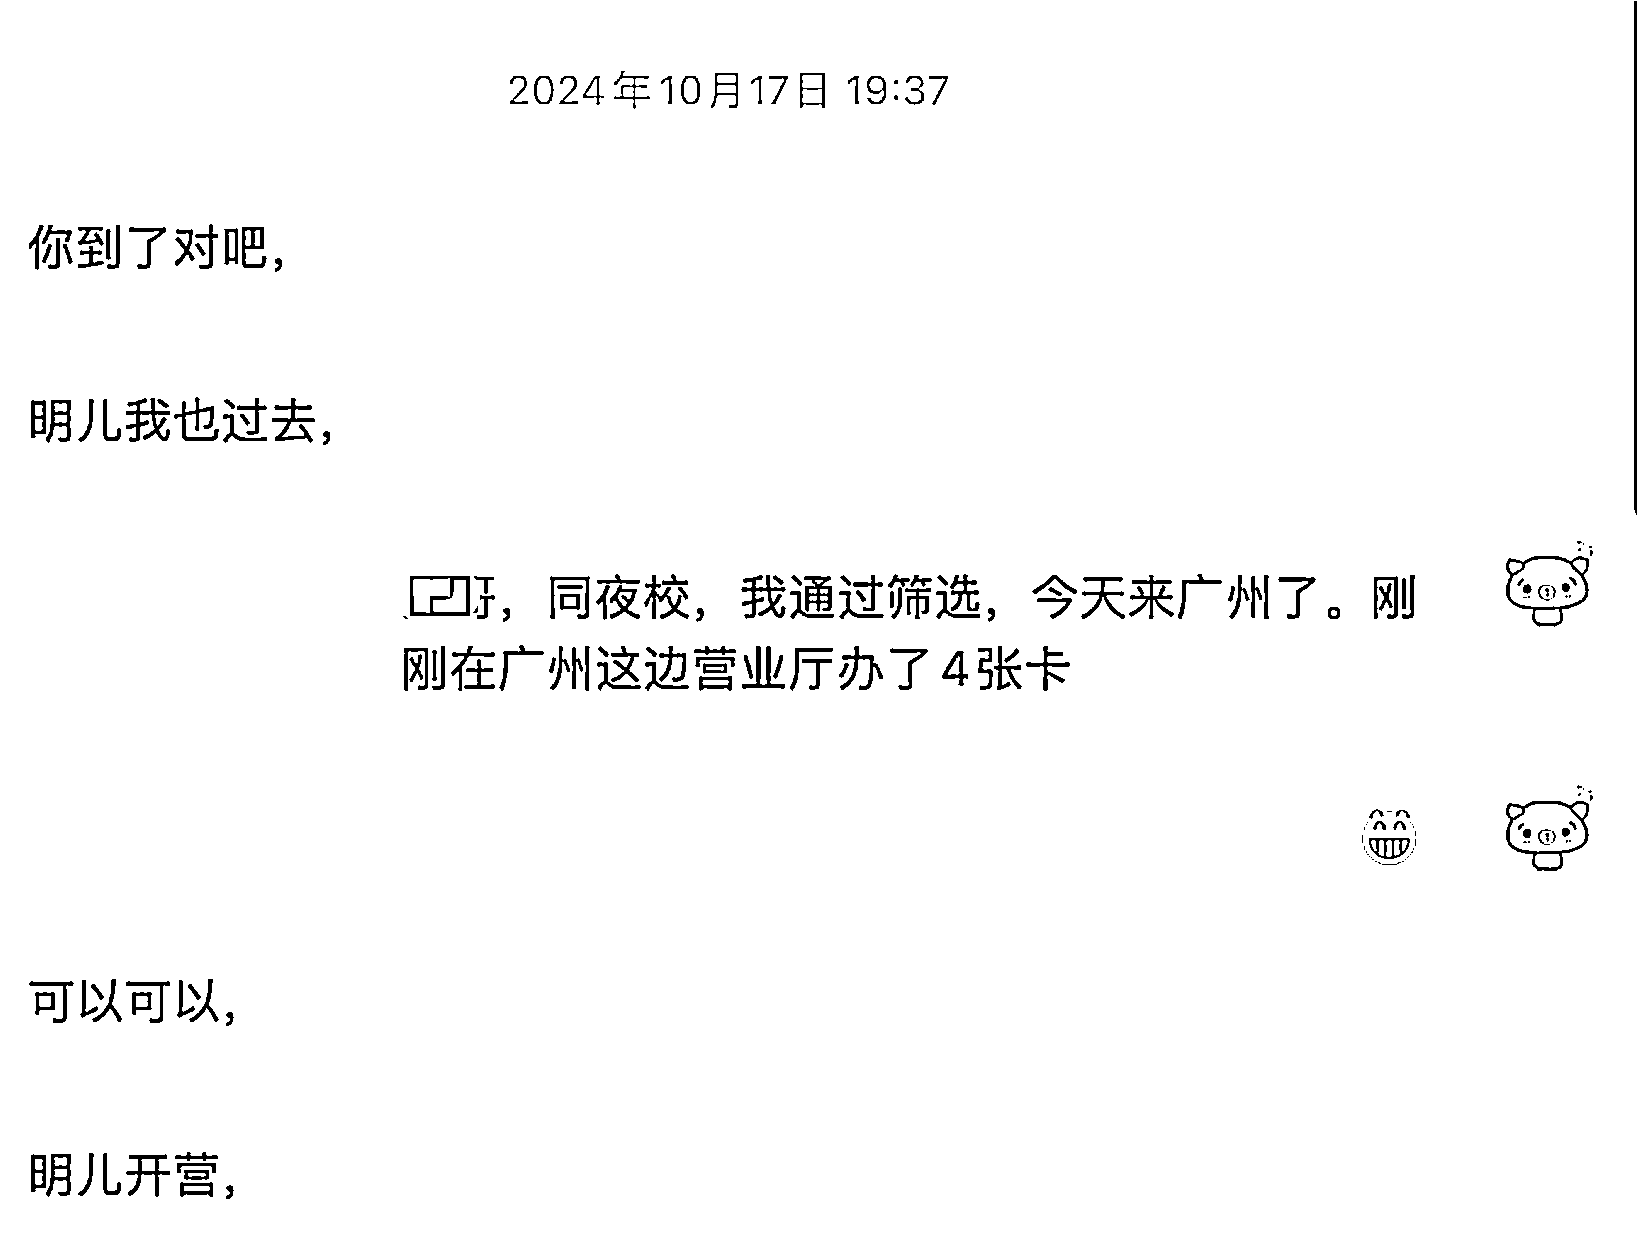 2024年10月17日 19:37
你到了对吧，
明儿我也过去，
，同夜校，我通过筛选，今天来广州了。刚
刚在广州这边营业厅办了4张卡
可以可以，
明儿开营，